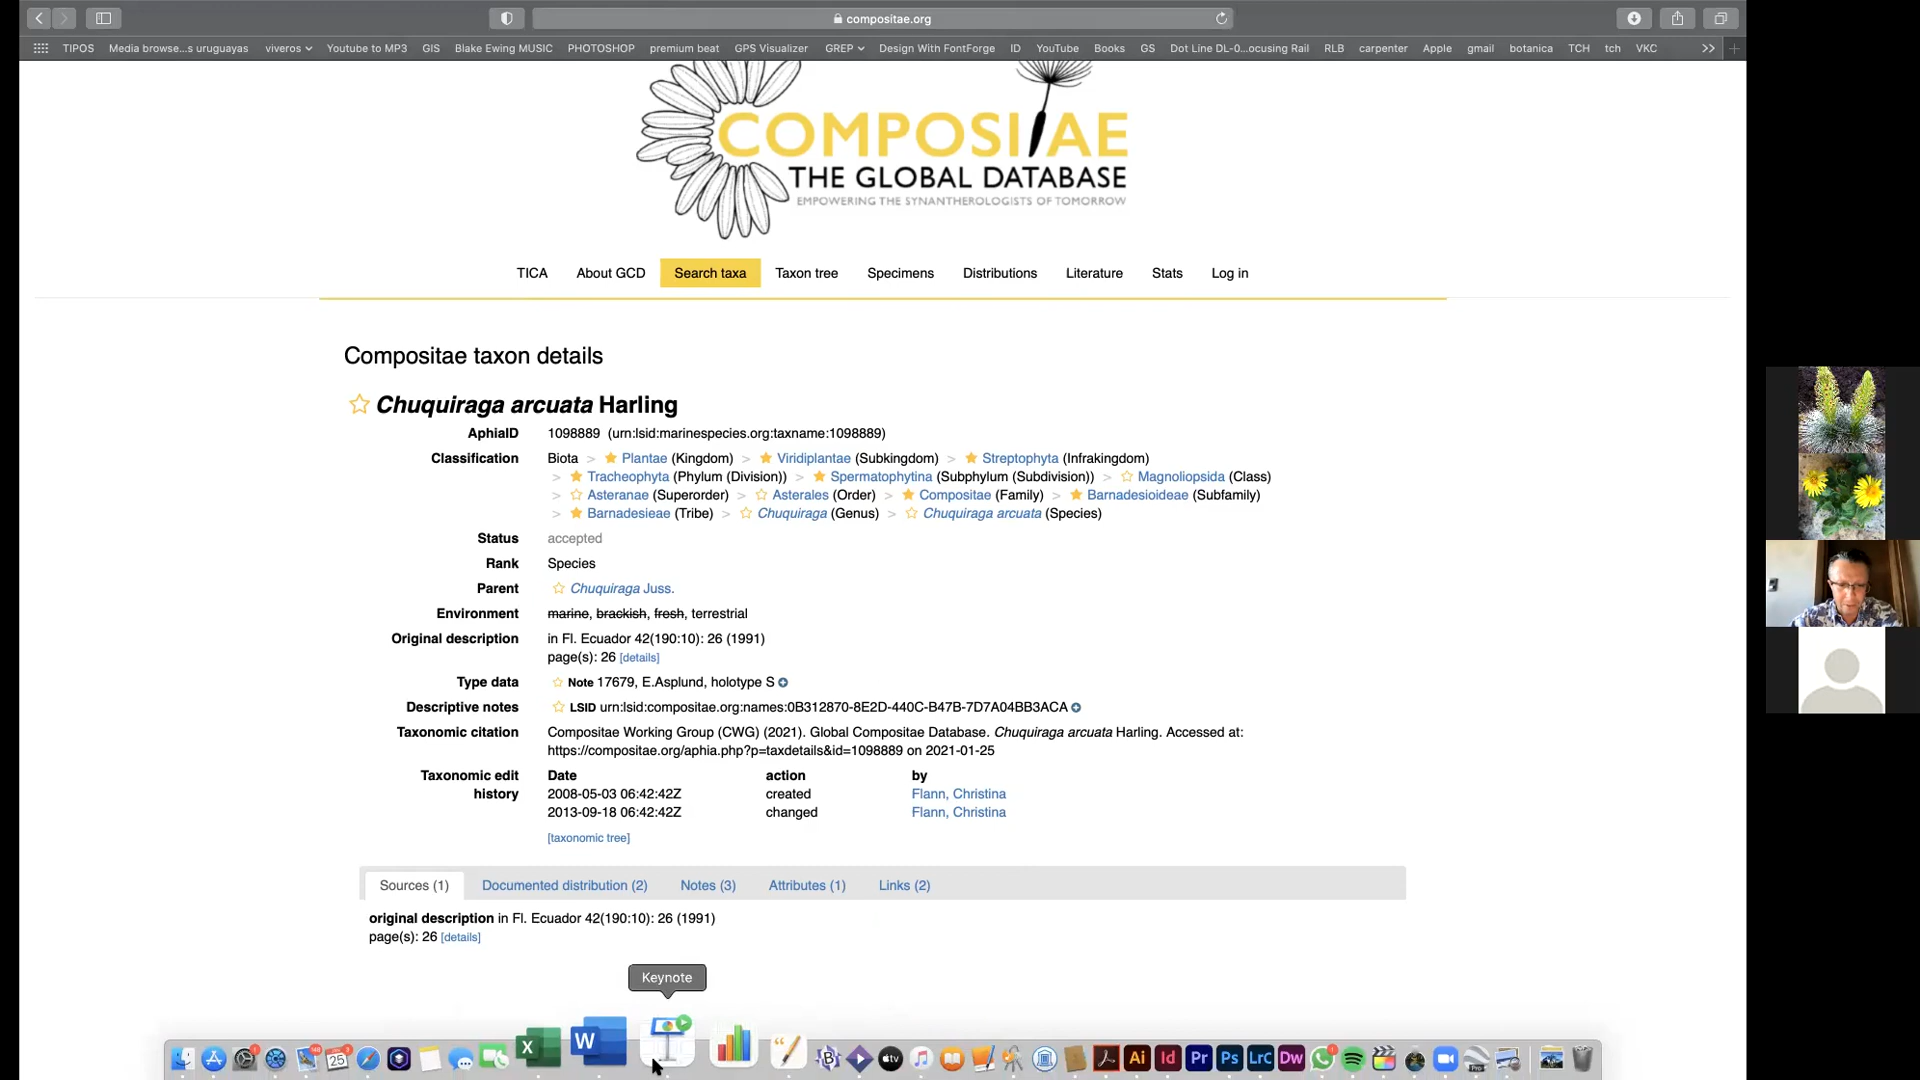 compositae.org
TIPOS Media browse...s uruguayas viveros Youtube to MP3 GIS Blake Ewing MUSIC PHOTOSHOP premium beat GPS Visualizer GREP Design With FontForge ID YouTube Books GS Dot Line DL-0...ocusing Rail RLB carpenter Apple gmail botanica TCH tch VKC
COMPOSITAE
THE GLOBAL DATABASE
EMPOWERING THE SYNANTHEROLOGISTS OF TOMORROW
TICA About GCD Search taxa Taxon tree Specimens Distributions Literature Stats Log in
Compositae taxon details
Chuquiraga arcuata Harling
AphiaID 1098889 (urn:lsid:marinespecies.org:taxname:1098889)
Classification Biota > Plantae (Kingdom) > Viridiplantae (Subkingdom) > Streptophyta (Infrakingdom)
> Tracheophyta (Phylum (Division)) > Spermatophytina (Subphylum (Subdivision)) > Magnoliopsida (Class)
> Asteranae (Superorder) > Asterales (Order) > Compositae (Family) > Barnadesioideae (Subfamily)
> Barnadesieae (Tribe) > Chuquiraga (Genus) > Chuquiraga arcuata (Species)
Status accepted
Rank Species
Parent Chuquiraga Juss.
Environment marine, brackish, fresh, terrestrial
Original description in Fl. Ecuador 42(190:10): 26 (1991)
page(s): 26 [details]
Type data Note 17679, E.Asplund, holotype S
Descriptive notes LSID urn:lsid:compositae.org:names:0B312870-8E2D-440C-B47B-7D7A04BB3ACA
Taxonomic citation Compositae Working Group (CWG) (2021). Global Compositae Database. Chuquiraga arcuata Harling. Accessed at:
https://compositae.org/aphia.php?p=taxdetails&id=1098889 on 2021-01-25
Taxonomic edit Date action by
history 2008-05-03 06:42:42Z created Flann, Christina
2013-09-18 06:42:42Z changed Flann, Christina
[taxonomic tree]
Sources (1) Documented distribution (2) Notes (3) Attributes (1) Links (2)
original description in Fl. Ecuador 42(190:10): 26 (1991)
page(s): 26 [details]
Keynote
25 X W tv Ai Id Pr Ps LrC Dw